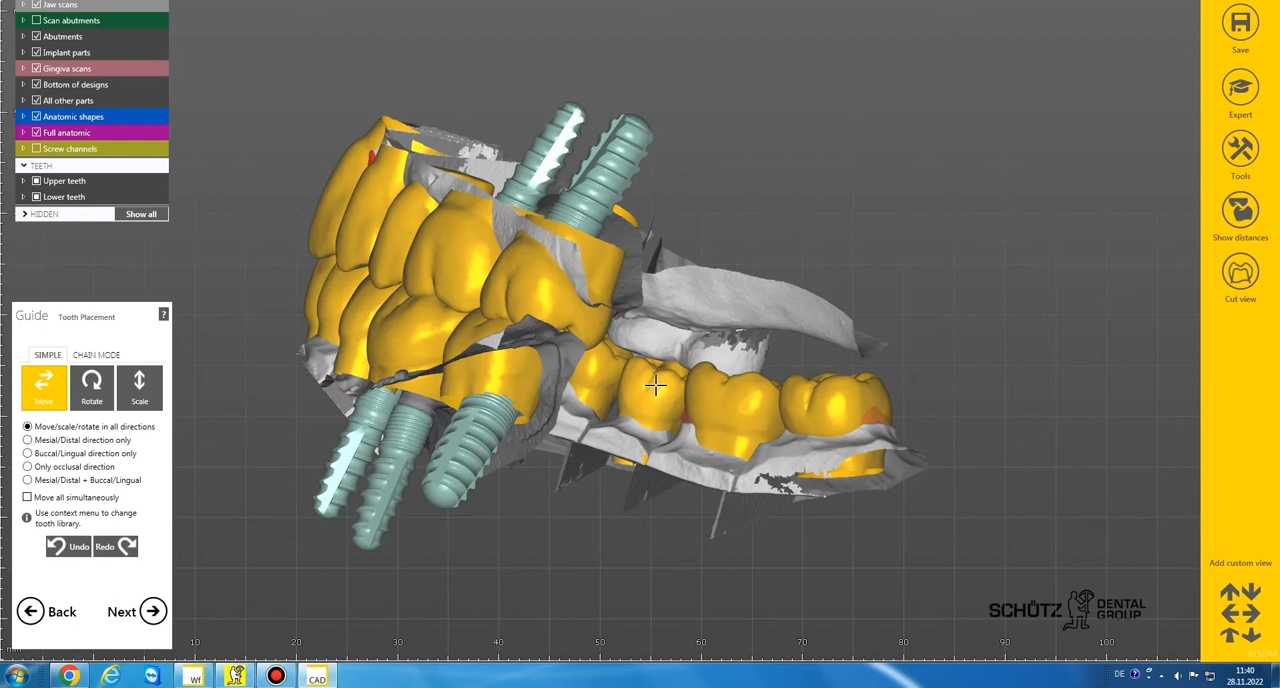 Jaw scans
Scan abutments
Abutments
Implant parts
Gingiva scans
Bottom of designs
All other parts
Anatomic shapes
Full anatomic
Screw channels
TEETH
Upper teeth
Lower teeth
HIDDEN Show all
Guide Tooth Placement ?
SIMPLE CHAIN MODE
Move Rotate Scale
Move/scale/rotate in all directions
Mesial/Distal direction only
Buccal/Lingual direction only
Only occlusal direction
Mesial/Distal + Buccal/Lingual
Move all simultaneously
Use context menu to change
tooth library.
Undo Redo
Back Next
Save
Expert
Tools
Show distances
Cut view
Add custom view
SCHÜTZ DENTAL
GROUP
10 20 30 40 50 60 70 80 90 100
Wf CAD
DE 11:40
28.11.2022